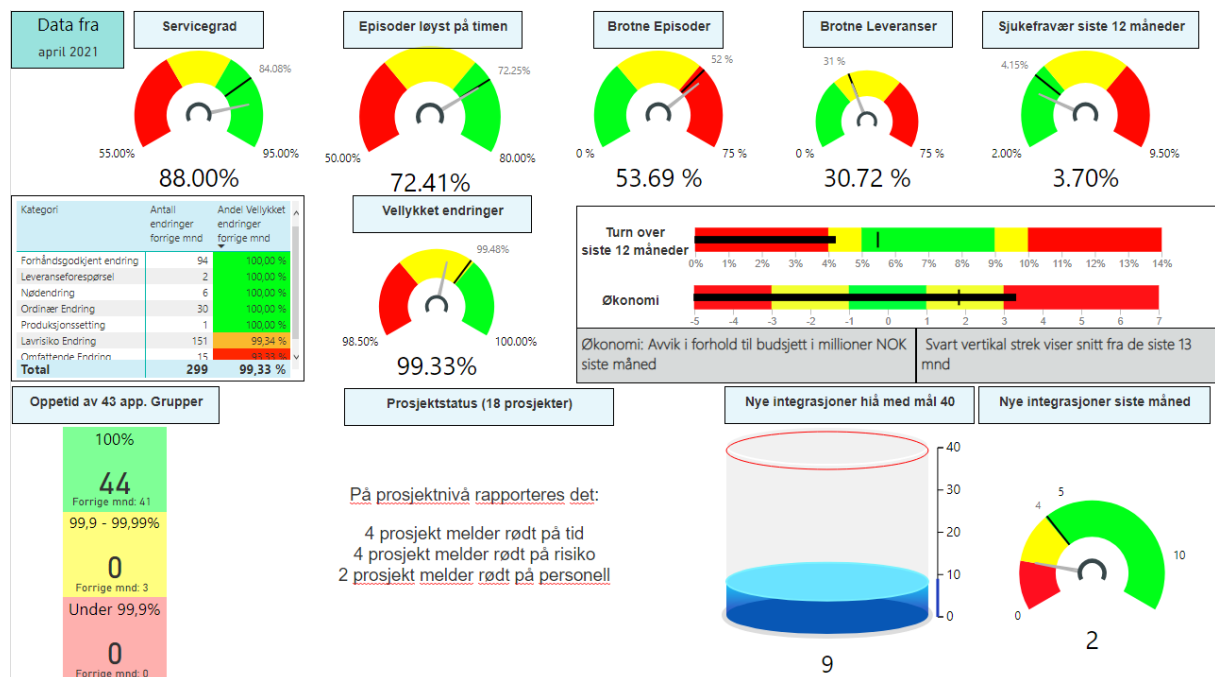 Data fra
april 2021
Servicegrad
84.08%
55.00%
95.00%
88.00%
Episoder løyst på timen
72.25%
50.00%
80.00%
72.41%
Brotne Episoder
52 %
0 %
75 %
53.69 %
Brotne Leveranser
31 %
0 %
75%
30.72 %
Sjukefravær siste 12 måneder
4.15%
2.00%
9.50%
3.70%
Kategori Antall endringer forrige mnd Andel Vellykket endringer forrige mnd
Forhåndsgodkjent endring 94 100,00 %
Leveranseforespørsel 2 100,00 %
Nødendring 6 100,00 %
Ordinær Endring 30 100,00 %
Produksjonssetting 1 100,00 %
Lavrisiko Endring 151 99,34 %
Omfattende Endring 15 93,33 %
Total 299 99,33 %
Vellykket endringer
99.48%
98.50%
100.00%
99.33%
Turn over
siste 12 måneder
0% 1% 2% 3% 4% 5% 6% 7% 8% 9% 10% 11% 12% 13% 14%
Økonomi
-5 -4 -3 -2 -1 0 1 2 3 4 5 6 7
Økonomi: Avvik i forhold til budsjett i millioner NOK
siste måned
Svart vertikal strek viser snitt fra de siste 13
mnd
Oppetid av 43 app. Grupper
100%
44
Forrige mnd: 41
99,9 - 99,99%
0
Forrige mnd: 3
Under 99,9%
0
Forrige mnd: 0
Prosjektstatus (18 prosjekter)
På prosjektnivå rapporteres det:
4 prosjekt melder rødt på tid
4 prosjekt melder rødt på risiko
2 prosjekt melder rødt på personell
Nye integrasjoner hiå med mål 40
40
30
20
10
0
9
Nye integrasjoner siste måned
5
4
10
0
2